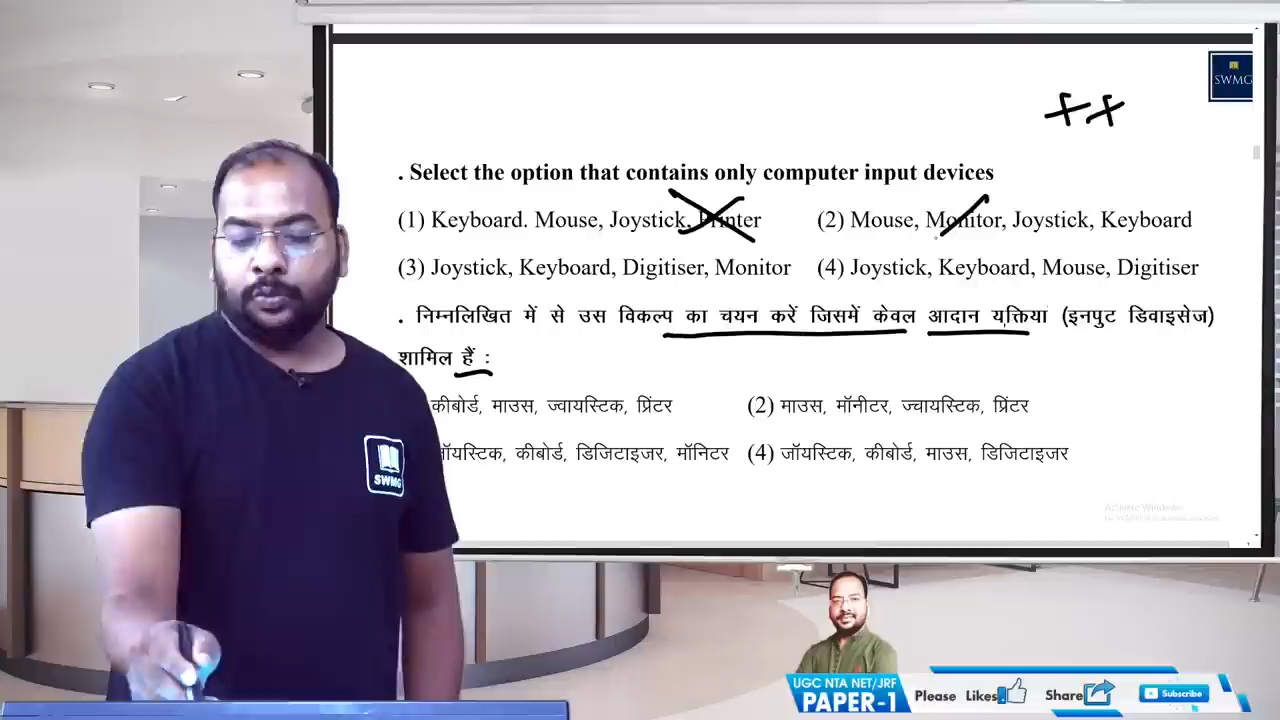 SWMG
. Select the option that contains only computer input devices
(1) Keyboard. Mouse, Joystick, Printer (2) Mouse, Monitor, Joystick, Keyboard
(3) Joystick, Keyboard, Digitiser, Monitor (4) Joystick, Keyboard, Mouse, Digitiser
. निम्नलिखित में से उस विकल्प का चयन करें जिसमें केवल आदान युक्तियां (इनपुट डिवाइसेज)
शामिल हैं :
कीबोर्ड, माउस, ज्वायस्टिक, प्रिंटर (2) माउस, मॉनीटर, ज्वायस्टिक, प्रिंटर
जॉयस्टिक, कीबोर्ड, डिजिटाइजर, मॉनिटर (4) जॉयस्टिक, कीबोर्ड, माउस, डिजिटाइजर
SWMG
Activate Windows
UGC NTA NET/JRF
PAPER-1
Please Likes Share Subscribe